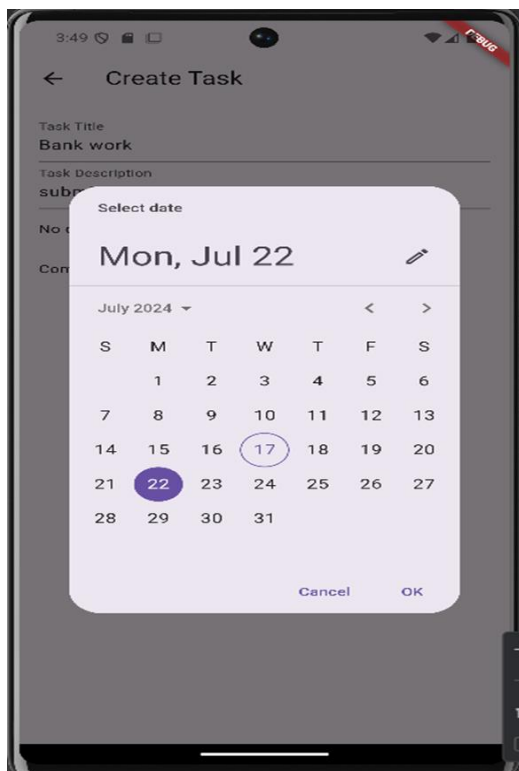 3:49
DEBUG
Create Task
Task Title
Bank work
Task Description
Select date
Mon, Jul 22
July 2024
S M T W T F S
1 2 3 4 5 6
7 8 9 10 11 12 13
14 15 16 17 18 19 20
21 22 23 24 25 26 27
28 29 30 31
Cancel OK